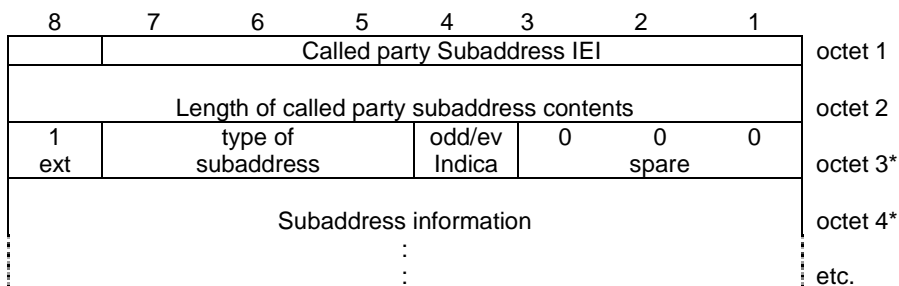 8 7 6 5 4 3 2 1
Called party Subaddress IEI octet 1
Length of called party subaddress contents octet 2
1 type of odd/ev 0 0 0
ext subaddress Indica spare octet 3*
Subaddress information octet 4*
:
: etc.